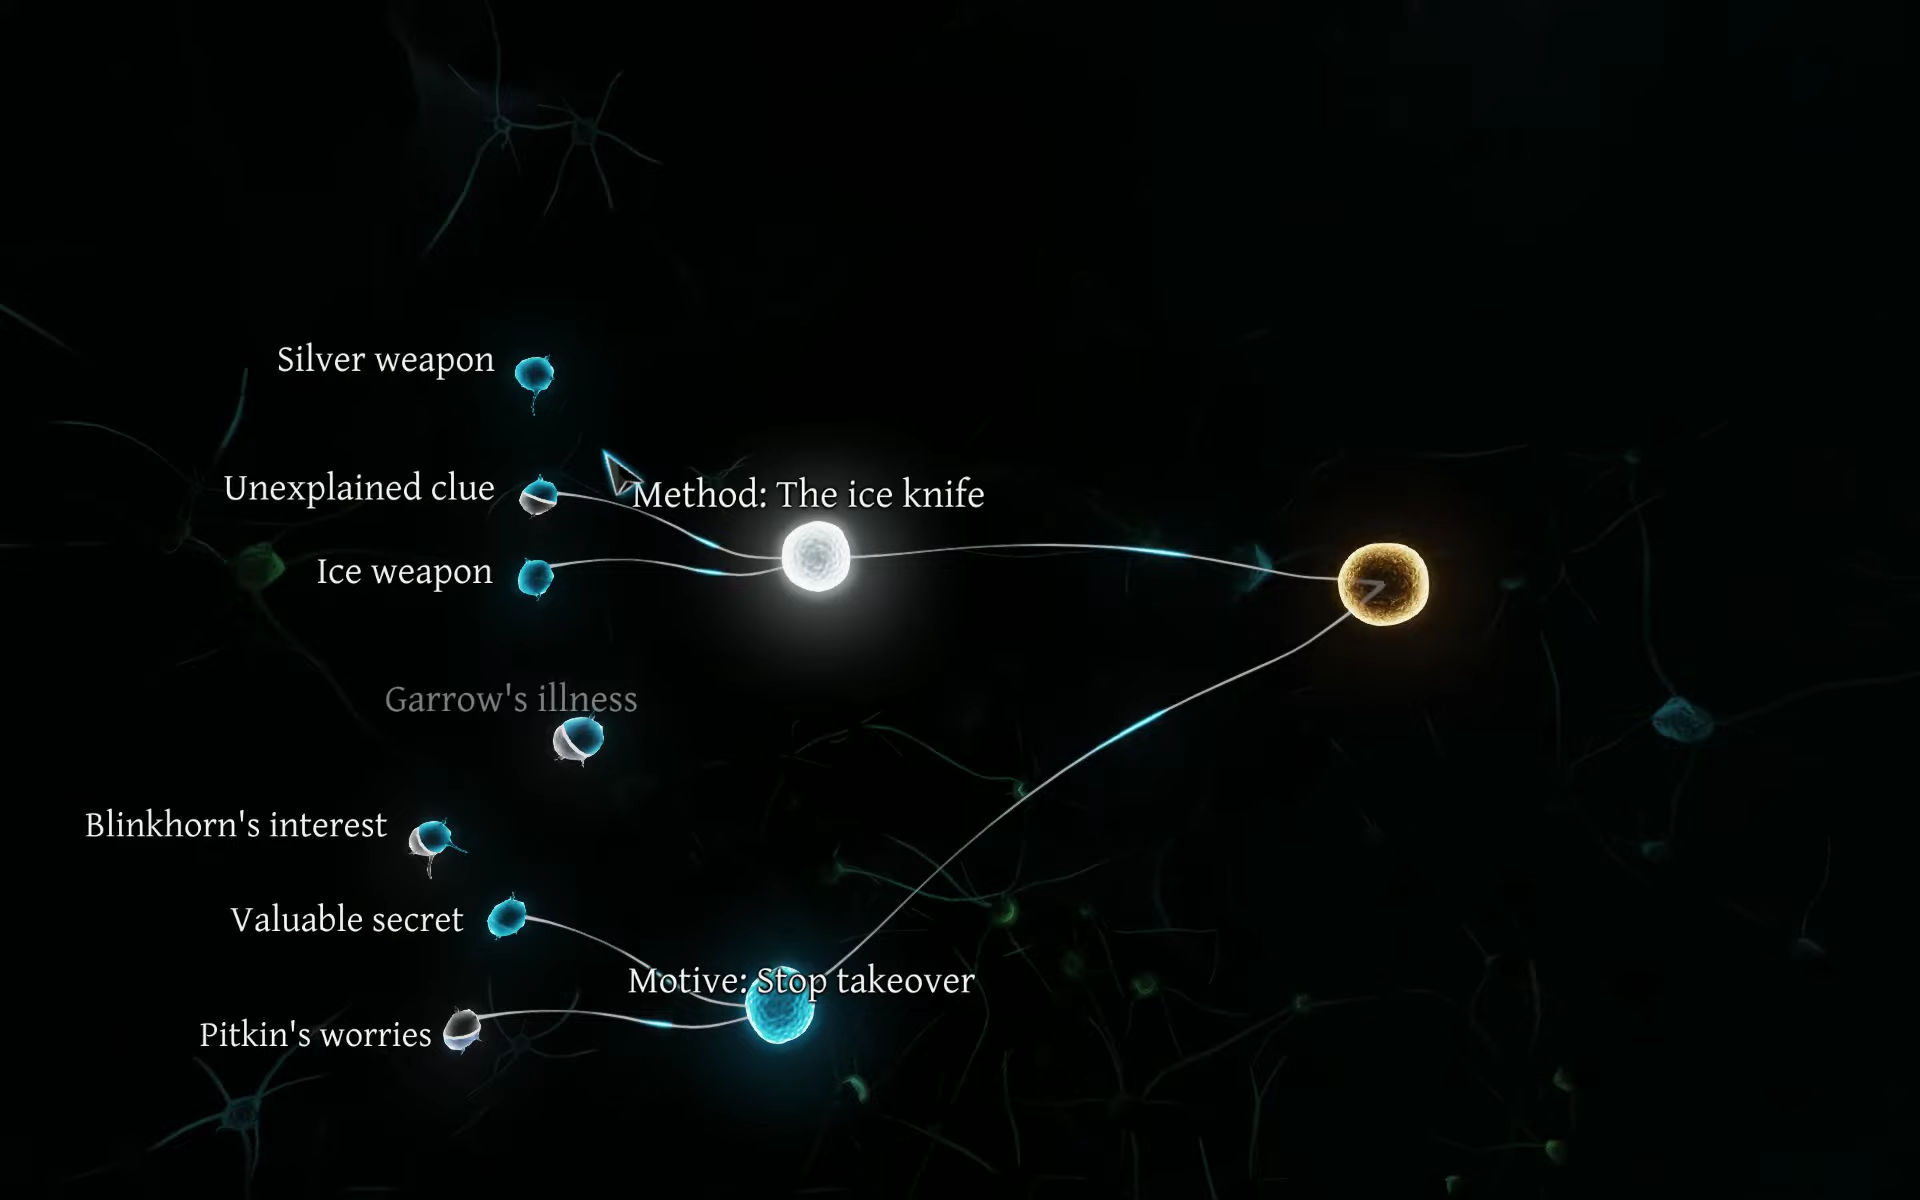 Silver weapon
Unexplained clue
Method: The ice knife
Ice weapon
Garrow's illness
Blinkhorn's interest
Valuable secret
Motive: Stop takeover
Pitkin's worries